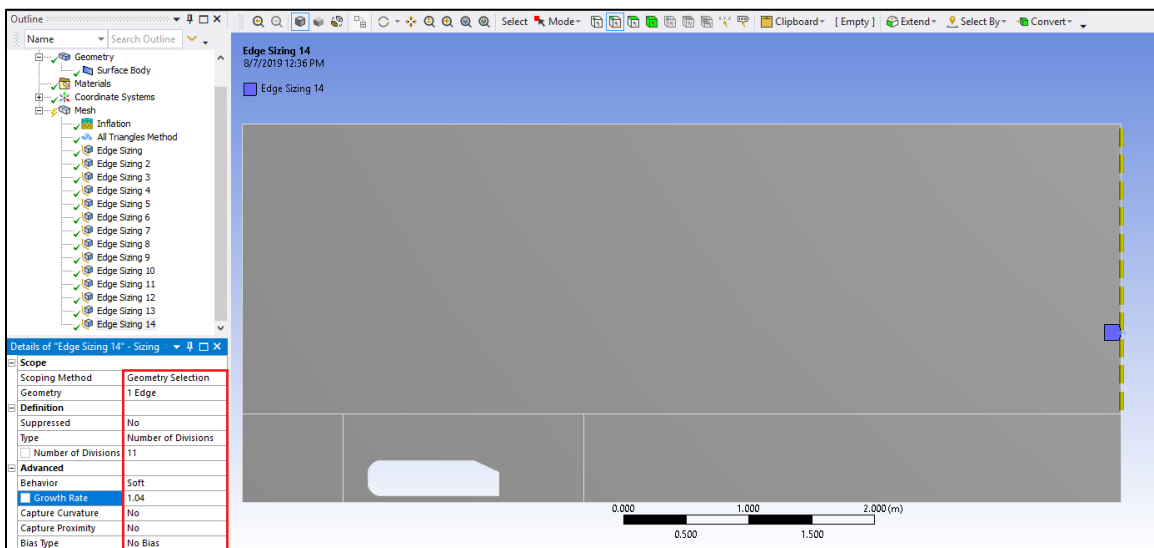 Outline
Select Mode Clipboard [ Empty ] Extend Select By Convert
Name Search Outline
Geometry
Surface Body
Materials
Coordinate Systems
Mesh
Inflation
All Triangles Method
Edge Sizing
Edge Sizing 2
Edge Sizing 3
Edge Sizing 4
Edge Sizing 5
Edge Sizing 6
Edge Sizing 7
Edge Sizing 8
Edge Sizing 9
Edge Sizing 10
Edge Sizing 11
Edge Sizing 12
Edge Sizing 13
Edge Sizing 14
Details of "Edge Sizing 14" - Sizing
Scope
Scoping Method Geometry Selection
Geometry 1 Edge
Definition
Suppressed No
Type Number of Divisions
Number of Divisions 11
Advanced
Behavior Soft
Growth Rate 1.04
Capture Curvature No
Capture Proximity No
Bias Type No Bias
Edge Sizing 14
8/7/2019 12:36 PM
Edge Sizing 14
0.000 1.000 2.000 (m)
0.500 1.500